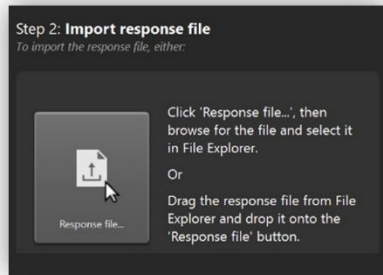 Step 2: Import response file
To import the response file, either:
Click 'Response file...', then
browse for the file and select it
in File Explorer.
Or
Drag the response file from File
Explorer and drop it onto the
'Response file' button.
Response file...